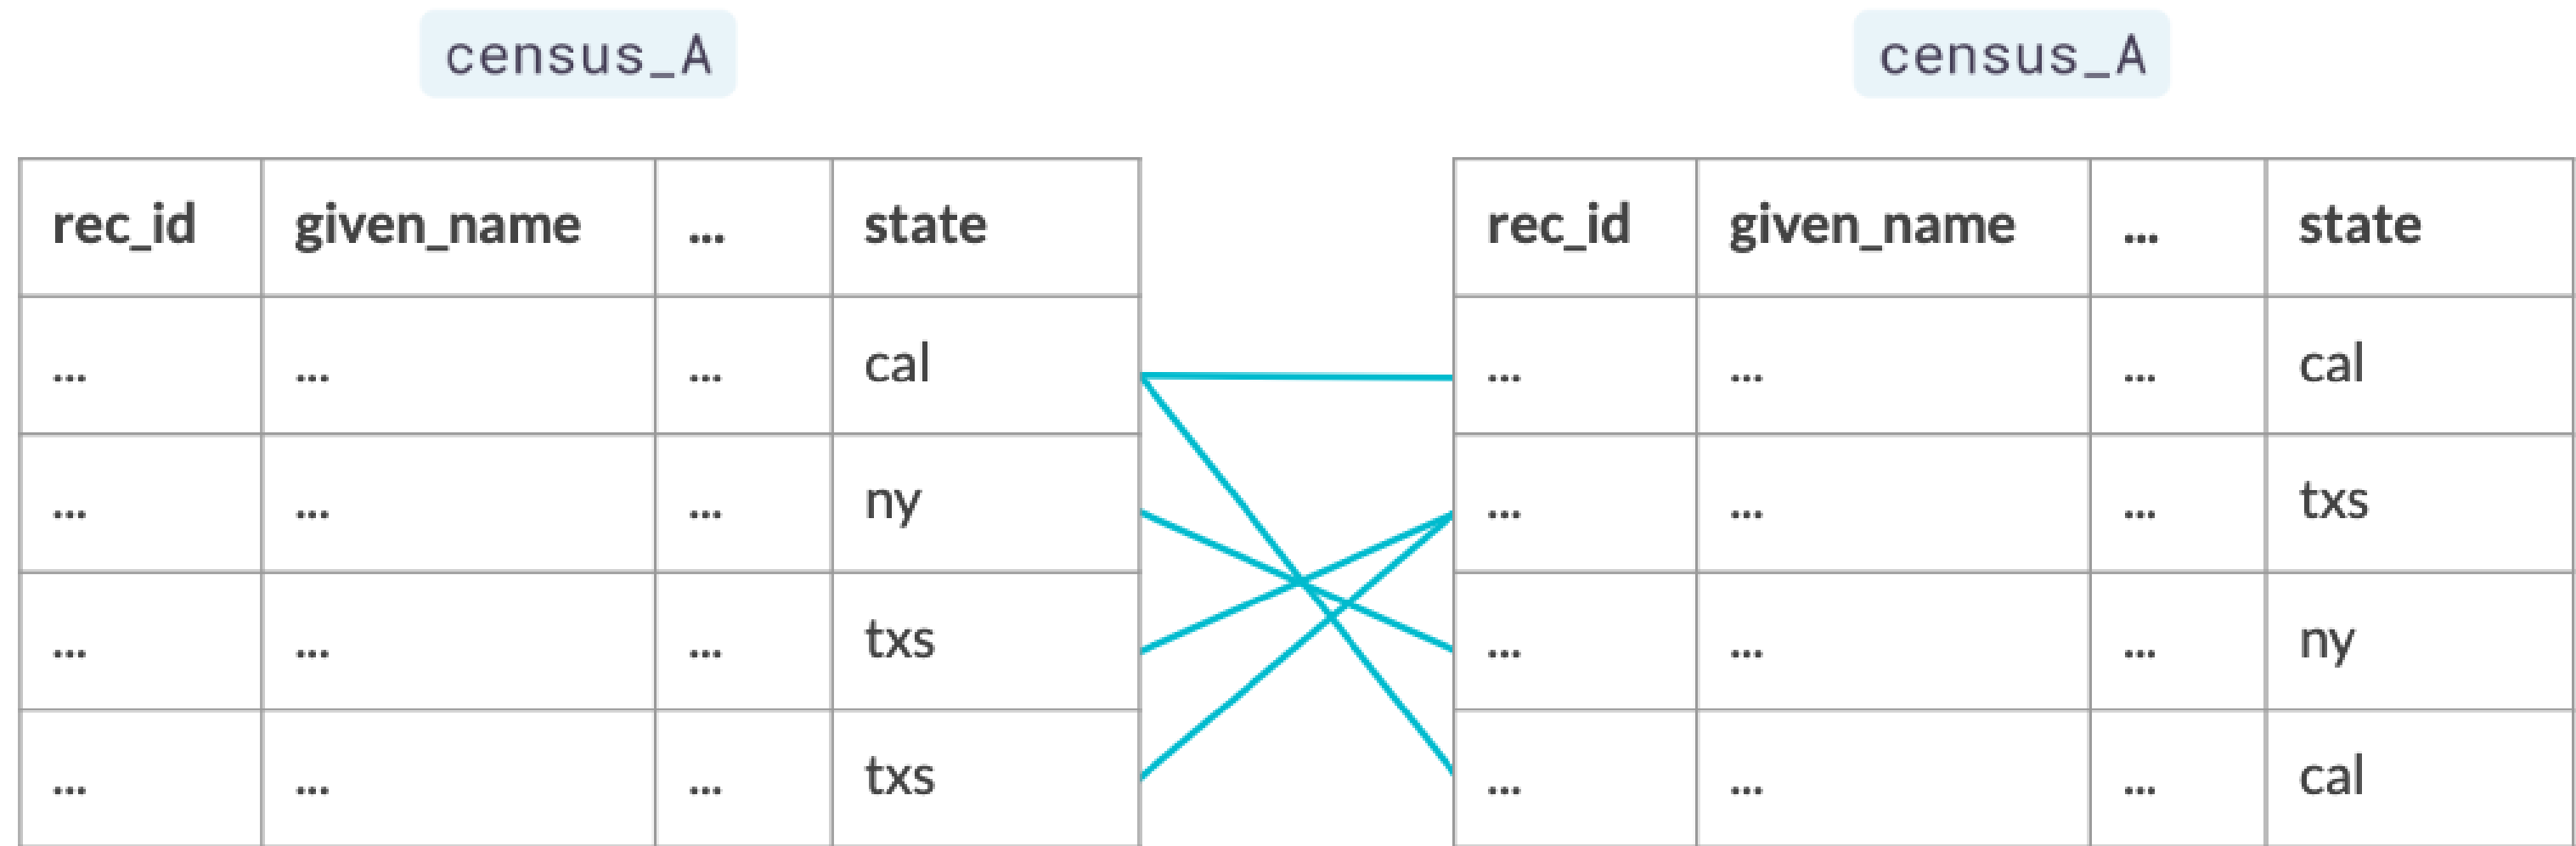 census_A census_A
rec_id given_name ... state rec_id given_name ... state
... ... ... cal ... ... ... cal
... ... ... ny ... ... ... txs
... ... ... txs ... ... ... ny
... ... ... txs ... ... ... cal